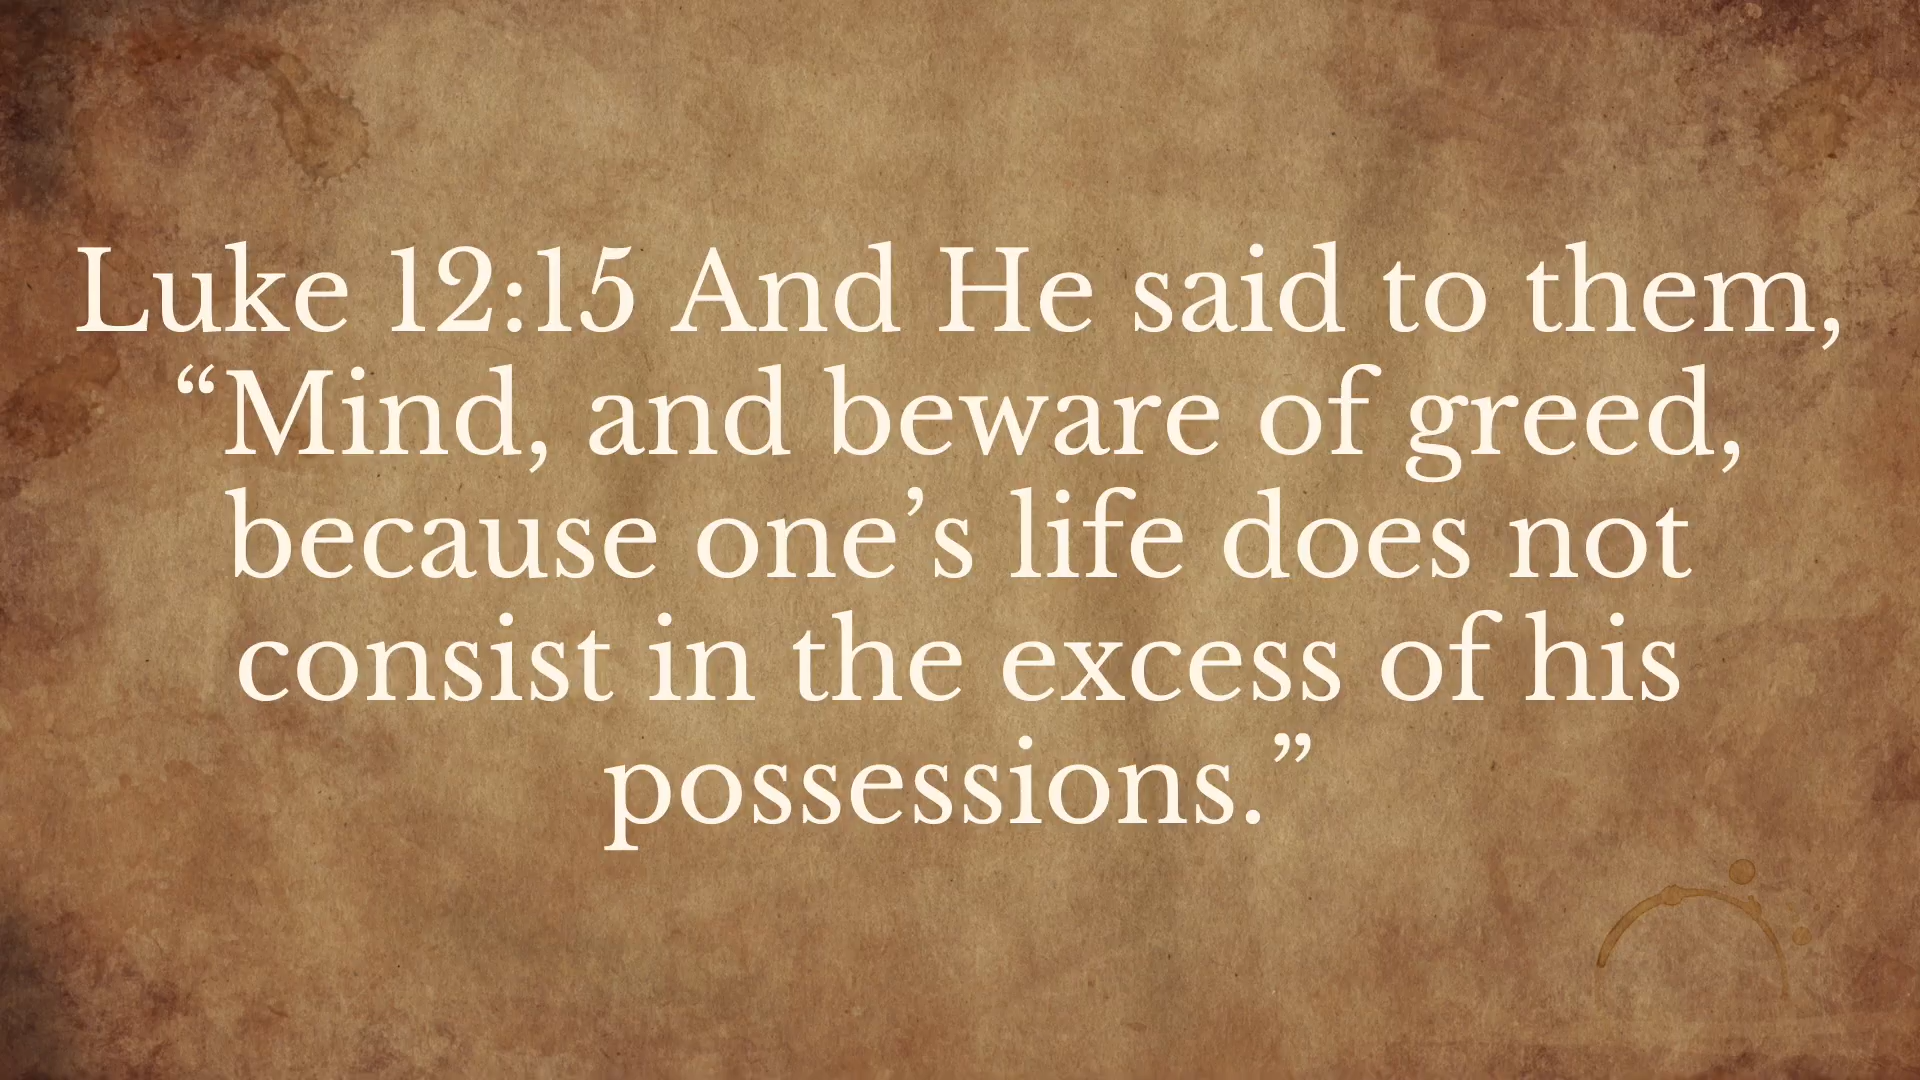 Luke 12:15 And He said to them,
“Mind, and beware of greed,
because one’s life does not
consist in the excess of his
possessions.”